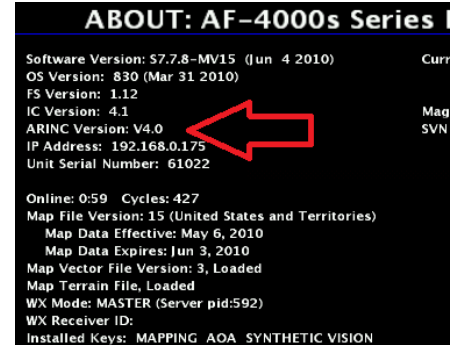 ABOUT: AF-4000s Series
Software Version: S7.7.8-MV15 (Jun 4 2010)
OS Version: 830 (Mar 31 2010)
FS Version: 1.12
IC Version: 4.1
Mag
ARINC Version: V4.0
SVN
IP Address: 192.168.0.175
Unit Serial Number: 61022
Online: 0:59 Cycles: 427
Map File Version: 15 (United States and Territories)
Map Data Effective: May 6, 2010
Map Data Expires: Jun 3, 2010
Map Vector File Version: 3, Loaded
Map Terrain File, Loaded
WX Mode: MASTER (Server pid:592)
WX Receiver ID:
Installed Keys: MAPPING AOA SYNTHETIC VISION